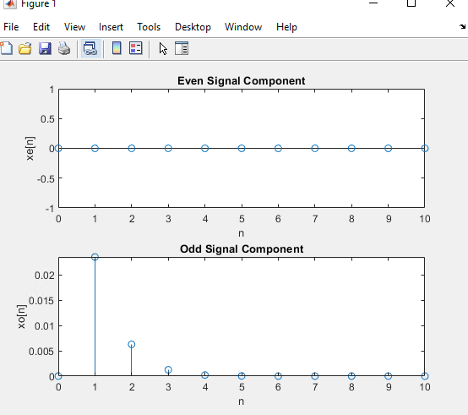 Figure 1
File Edit View Insert Tools Desktop Window Help
Even Signal Component
1
0.5
0
-0.5
-1
xe[n]
0 1 2 3 4 5 6 7 8 9 10
n
Odd Signal Component
0.02
0.015
0.01
0.005
0
xo[n]
0 1 2 3 4 5 6 7 8 9 10
n